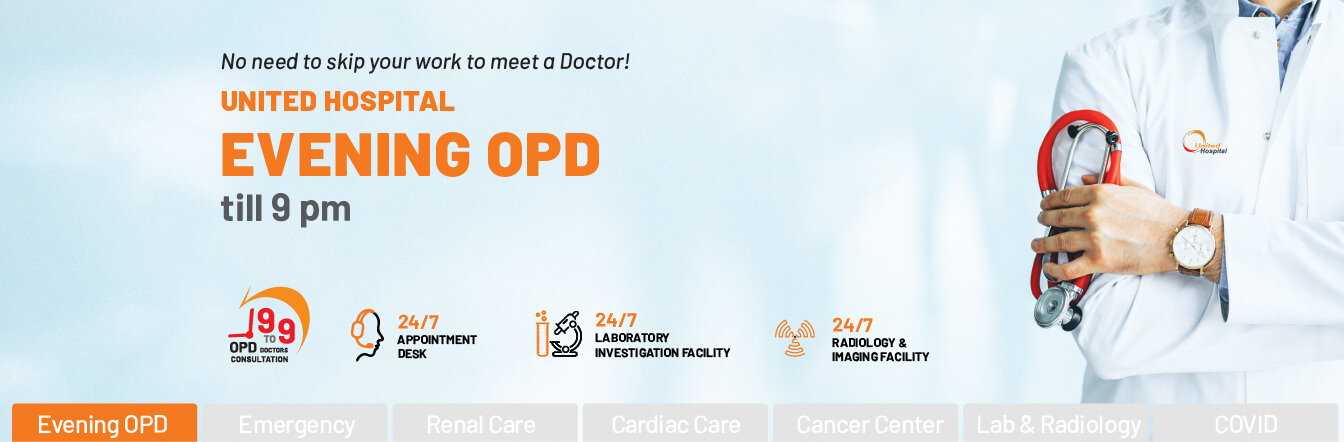 No need to skip your work to meet a Doctor!
UNITED HOSPITAL
EVENING OPD
till 9 pm
United
Hospital
9 TO 9
OPD DOCTORS
CONSULTATION
24/7
APPOINTMENT
DESK
24/7
LABORATORY
INVESTIGATION FACILITY
24/7
RADIOLOGY &
IMAGING FACILITY
Evening OPD
Emergency
Renal Care
Cardiac Care
Cancer Center
Lab & Radiology
COVID